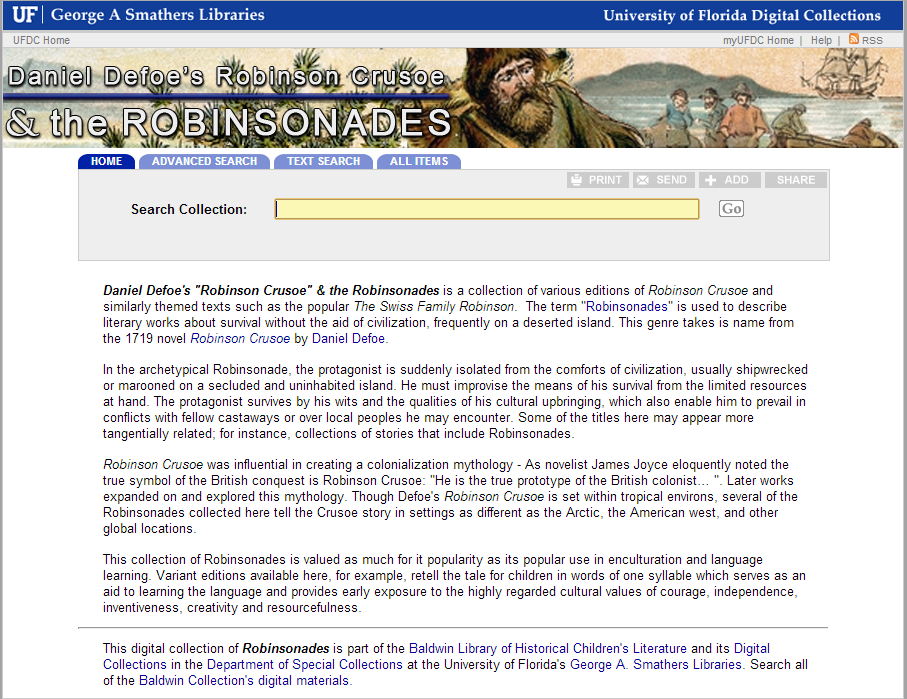 UF George A Smathers Libraries University of Florida Digital Collections
UFDC Home myUFDC Home | Help | RSS
Daniel Defoe's Robinson Crusoe
& the ROBINSONADES
HOME ADVANCED SEARCH TEXT SEARCH ALL ITEMS
PRINT SEND ADD SHARE
Search Collection: Go
Daniel Defoe's "Robinson Crusoe" & the Robinsonades is a collection of various editions of Robinson Crusoe and
similarly themed texts such as the popular The Swiss Family Robinson. The term "Robinsonades" is used to describe
literary works about survival without the aid of civilization, frequently on a deserted island. This genre takes is name from
the 1719 novel Robinson Crusoe by Daniel Defoe.
In the archetypical Robinsonade, the protagonist is suddenly isolated from the comforts of civilization, usually shipwrecked
or marooned on a secluded and uninhabited island. He must improvise the means of his survival from the limited resources
at hand. The protagonist survives by his wits and the qualities of his cultural upbringing, which also enable him to prevail in
conflicts with fellow castaways or over local peoples he may encounter. Some of the titles here may appear more
tangentially related; for instance, collections of stories that include Robinsonades.
Robinson Crusoe was influential in creating a colonialization mythology - As novelist James Joyce eloquently noted the
true symbol of the British conquest is Robinson Crusoe: "He is the true prototype of the British colonist... ". Later works
expanded on and explored this mythology. Though Defoe's Robinson Crusoe is set within tropical environs, several of the
Robinsonades collected here tell the Crusoe story in settings as different as the Arctic, the American west, and other
global locations.
This collection of Robinsonades is valued as much for it popularity as its popular use in enculturation and language
learning. Variant editions available here, for example, retell the tale for children in words of one syllable which serves as an
aid to learning the language and provides early exposure to the highly regarded cultural values of courage, independence,
inventiveness, creativity and resourcefulness.
This digital collection of Robinsonades is part of the Baldwin Library of Historical Children's Literature and its Digital
Collections in the Department of Special Collections at the University of Florida's George A. Smathers Libraries. Search all
of the Baldwin Collection's digital materials.